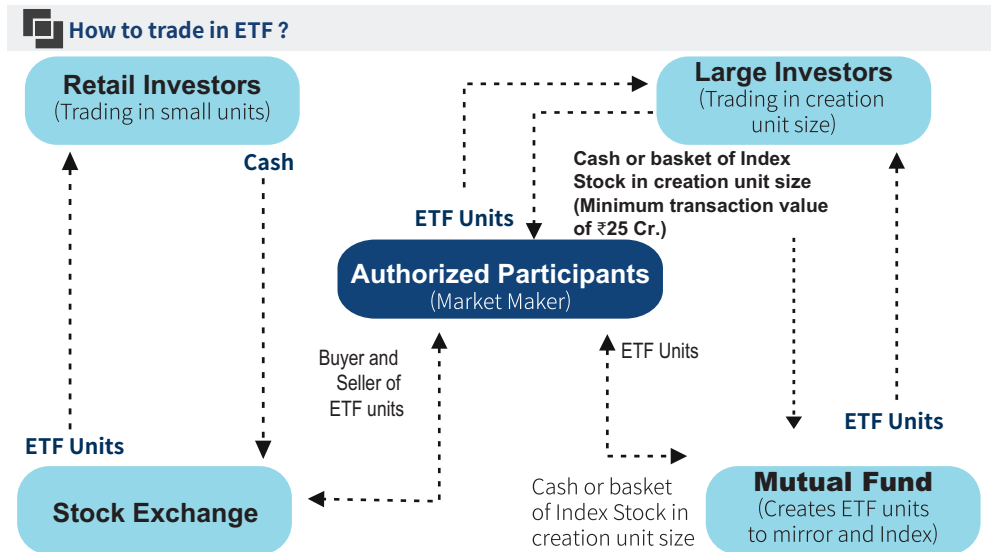 How to trade in ETF ?
Retail Investors
(Trading in small units)
Large Investors
(Trading in creation
unit size)
Cash
Cash or basket of Index
Stock in creation unit size
(Minimum transaction value
of ₹25 Cr.)
ETF Units
Authorized Participants
(Market Maker)
Buyer and
Seller of
ETF units
ETF Units
ETF Units
ETF Units
Stock Exchange
Cash or basket
of Index Stock in
creation unit size
Mutual Fund
(Creates ETF units
to mirror and Index)